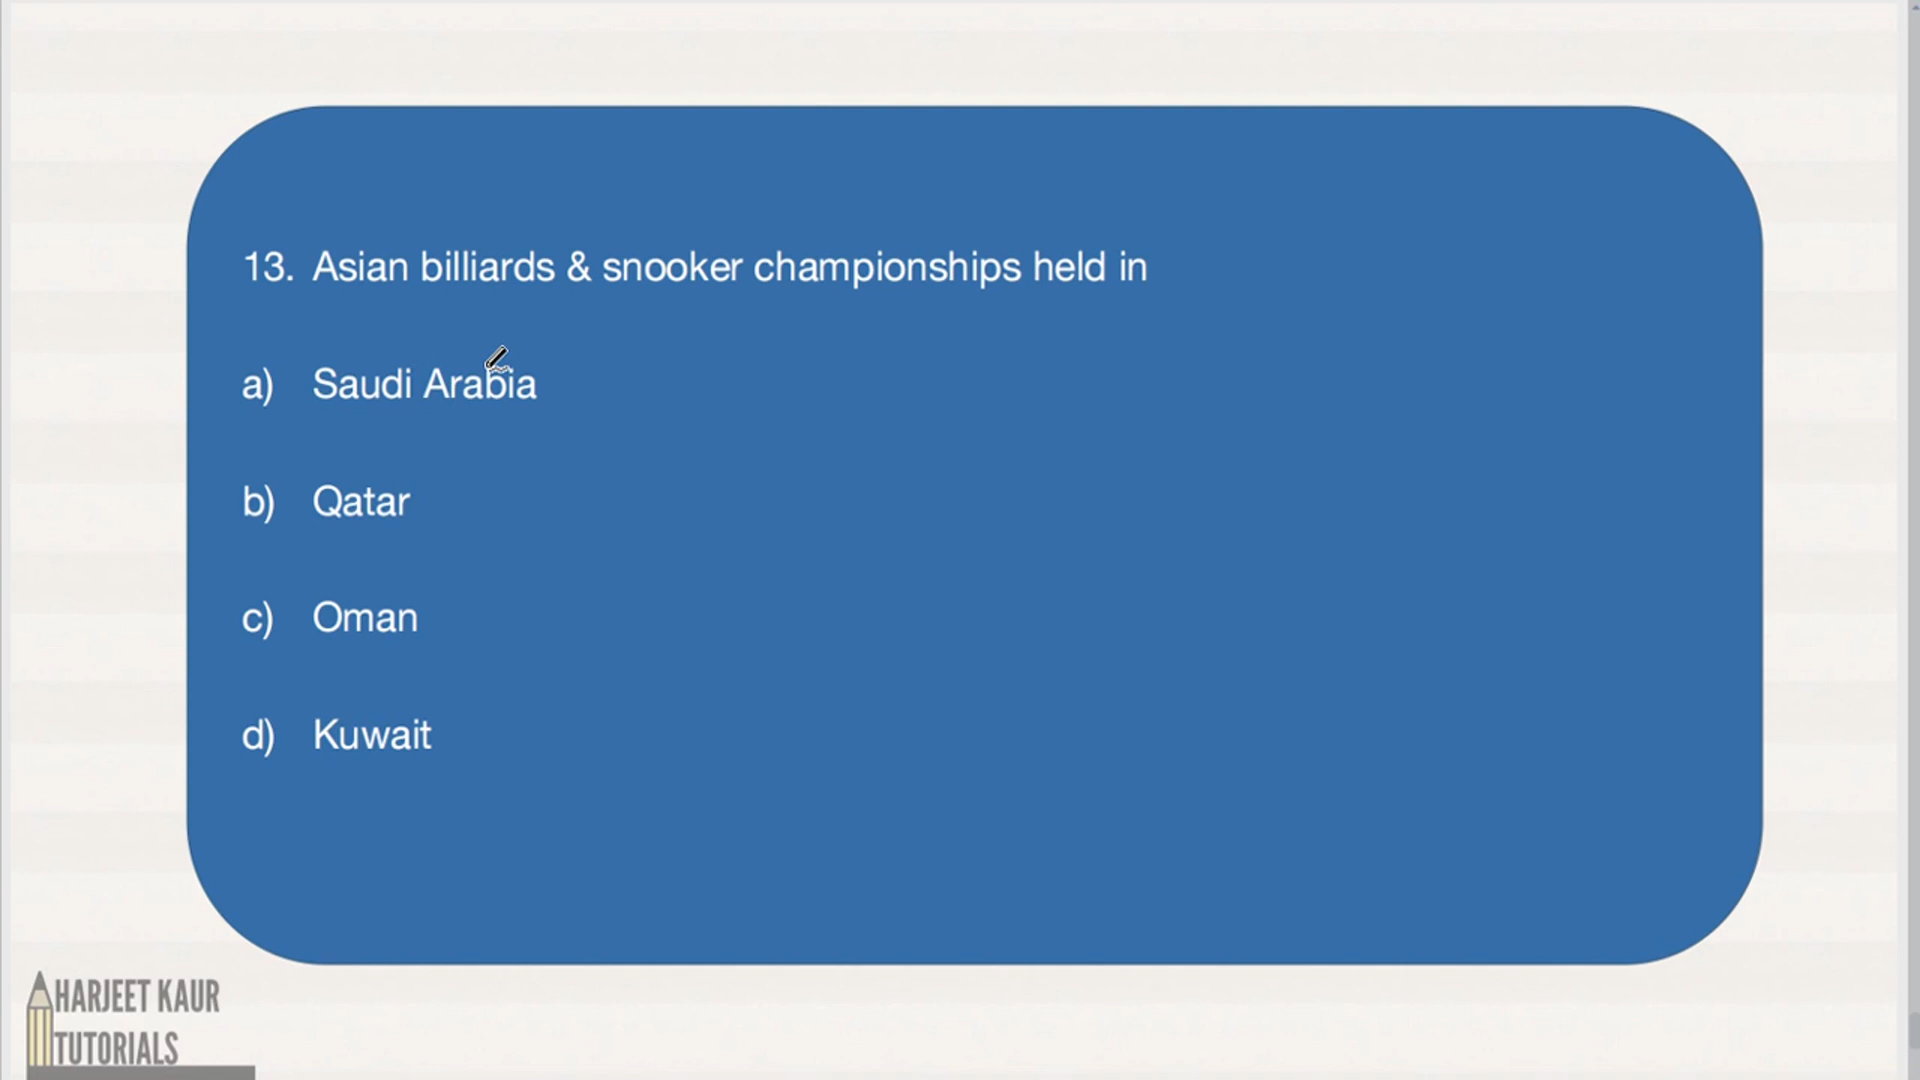 13. Asian billiards & snooker championships held in
a) Saudi Arabia
b) Qatar
c) Oman
d) Kuwait
HARJEET KAUR
TUTORIALS